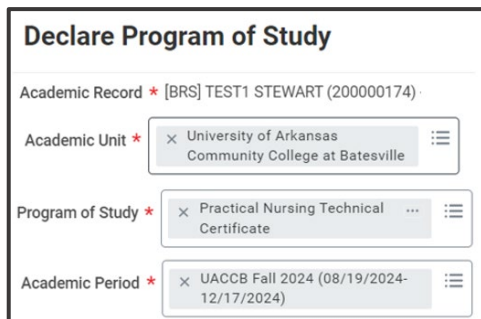 Declare Program of Study
Academic Record * [BRS] TEST1 STEWART (200000174)
Academic Unit * × University of Arkansas
Community College at Batesville
Program of Study * × Practical Nursing Technical ...
Certificate
Academic Period * × UACCB Fall 2024 (08/19/2024-
12/17/2024)